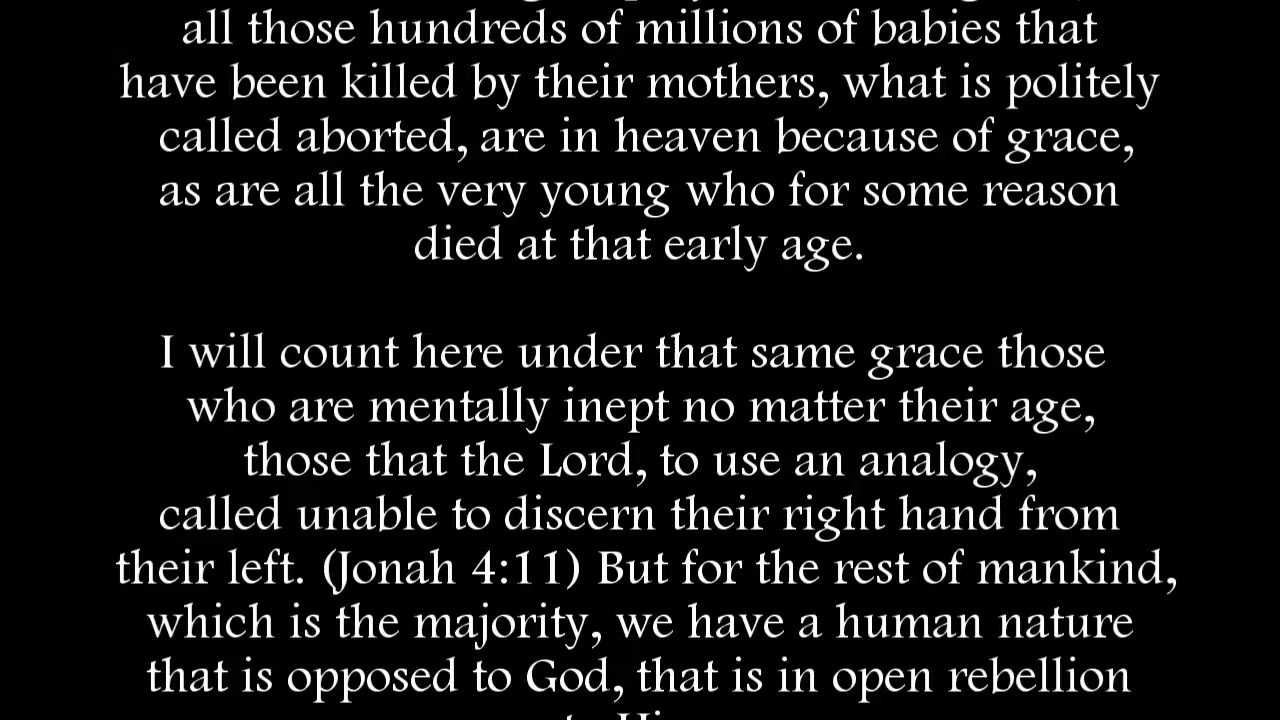 all those hundreds of millions of babies that
have been killed by their mothers, what is politely
called aborted, are in heaven because of grace,
as are all the very young who for some reason
died at that early age.
I will count here under that same grace those
who are mentally inept no matter their age,
those that the Lord, to use an analogy,
called unable to discern their right hand from
their left. (Jonah 4:11) But for the rest of mankind,
which is the majority, we have a human nature
that is opposed to God, that is in open rebellion